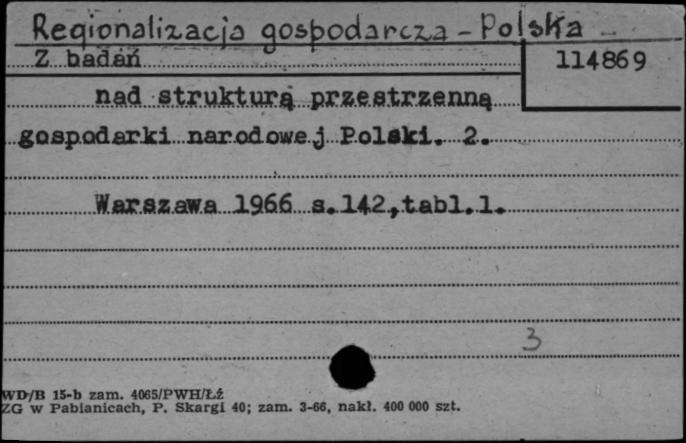 Regionalizacja gospodarcza - Polska -
Z badań
114869
nad strukturą przestrzenną
gospodarki narodowej Polski. 2.
Warszawa 1966 s.142,tabl.1.
3
WD/B 15-b zam. 4065/PWH/Łź
ZG w Pabianicach, P. Skargi 40; zam. 3-66, nakł. 400 000 szt.